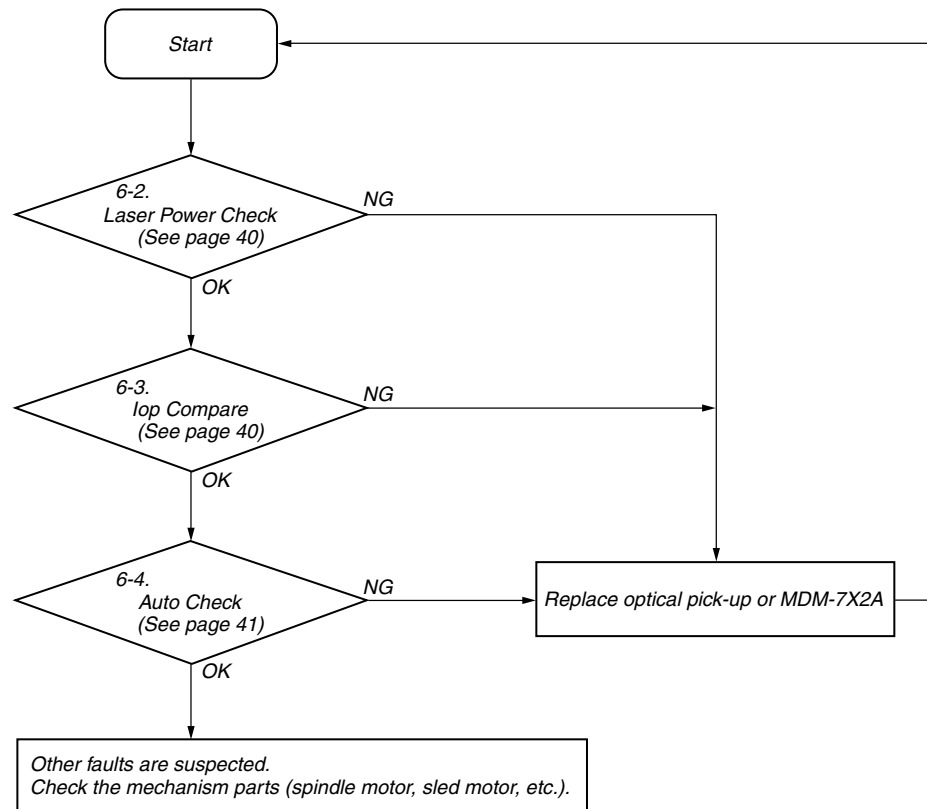 Start
6-2.
Laser Power Check
(See page 40)
NG
OK
6-3.
Iop Compare
(See page 40)
NG
OK
6-4.
Auto Check
(See page 41)
NG
Replace optical pick-up or MDM-7X2A
OK
Other faults are suspected.
Check the mechanism parts (spindle motor, sled motor, etc.).